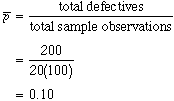 p̅ = total defectives / total sample observations
= 200 / 20(100)
= 0.10